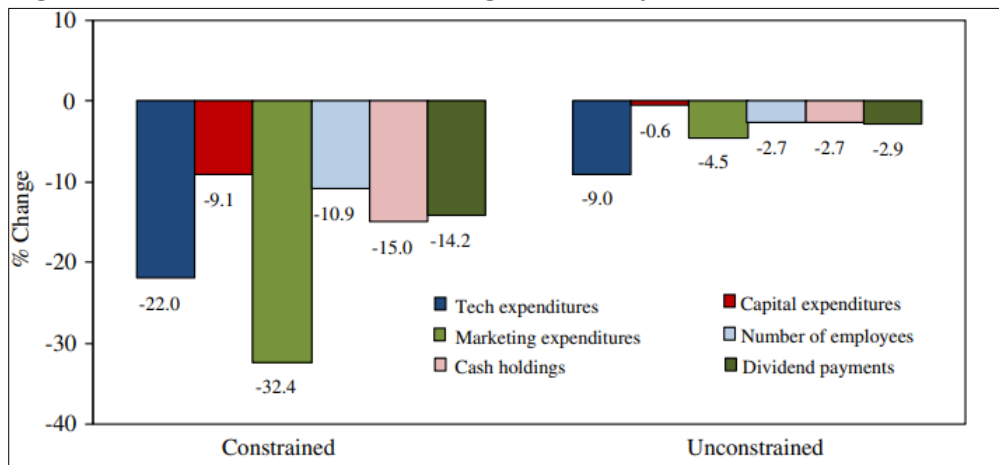 10
0
-10
-20
-30
-40
% Change
-22.0
-9.1
-32.4
-10.9
-15.0
-14.2
-9.0
-0.6
-4.5
-2.7
-2.7
-2.9
Tech expenditures
Capital expenditures
Marketing expenditures
Number of employees
Cash holdings
Dividend payments
Constrained
Unconstrained